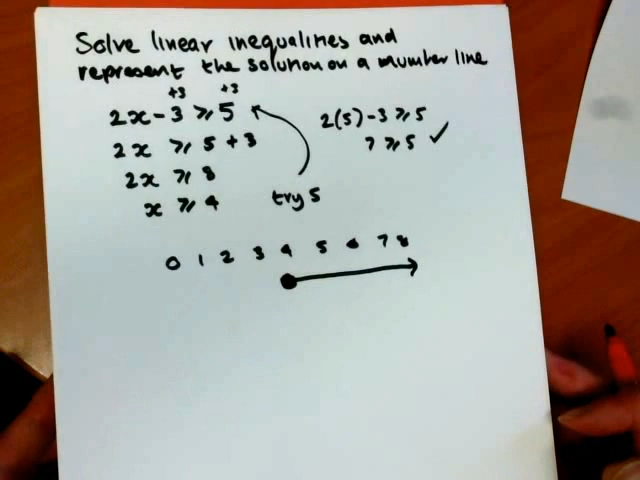 Solve linear inequalities and
represent the solution on a number line
+3 +3
2x - 3 ⩾ 5
2x ⩾ 5 + 3
2x ⩾ 8
x ⩾ 4
try 5
2(5) - 3 ⩾ 5
7 ⩾ 5 ✓
0 1 2 3 4 5 6 7 8